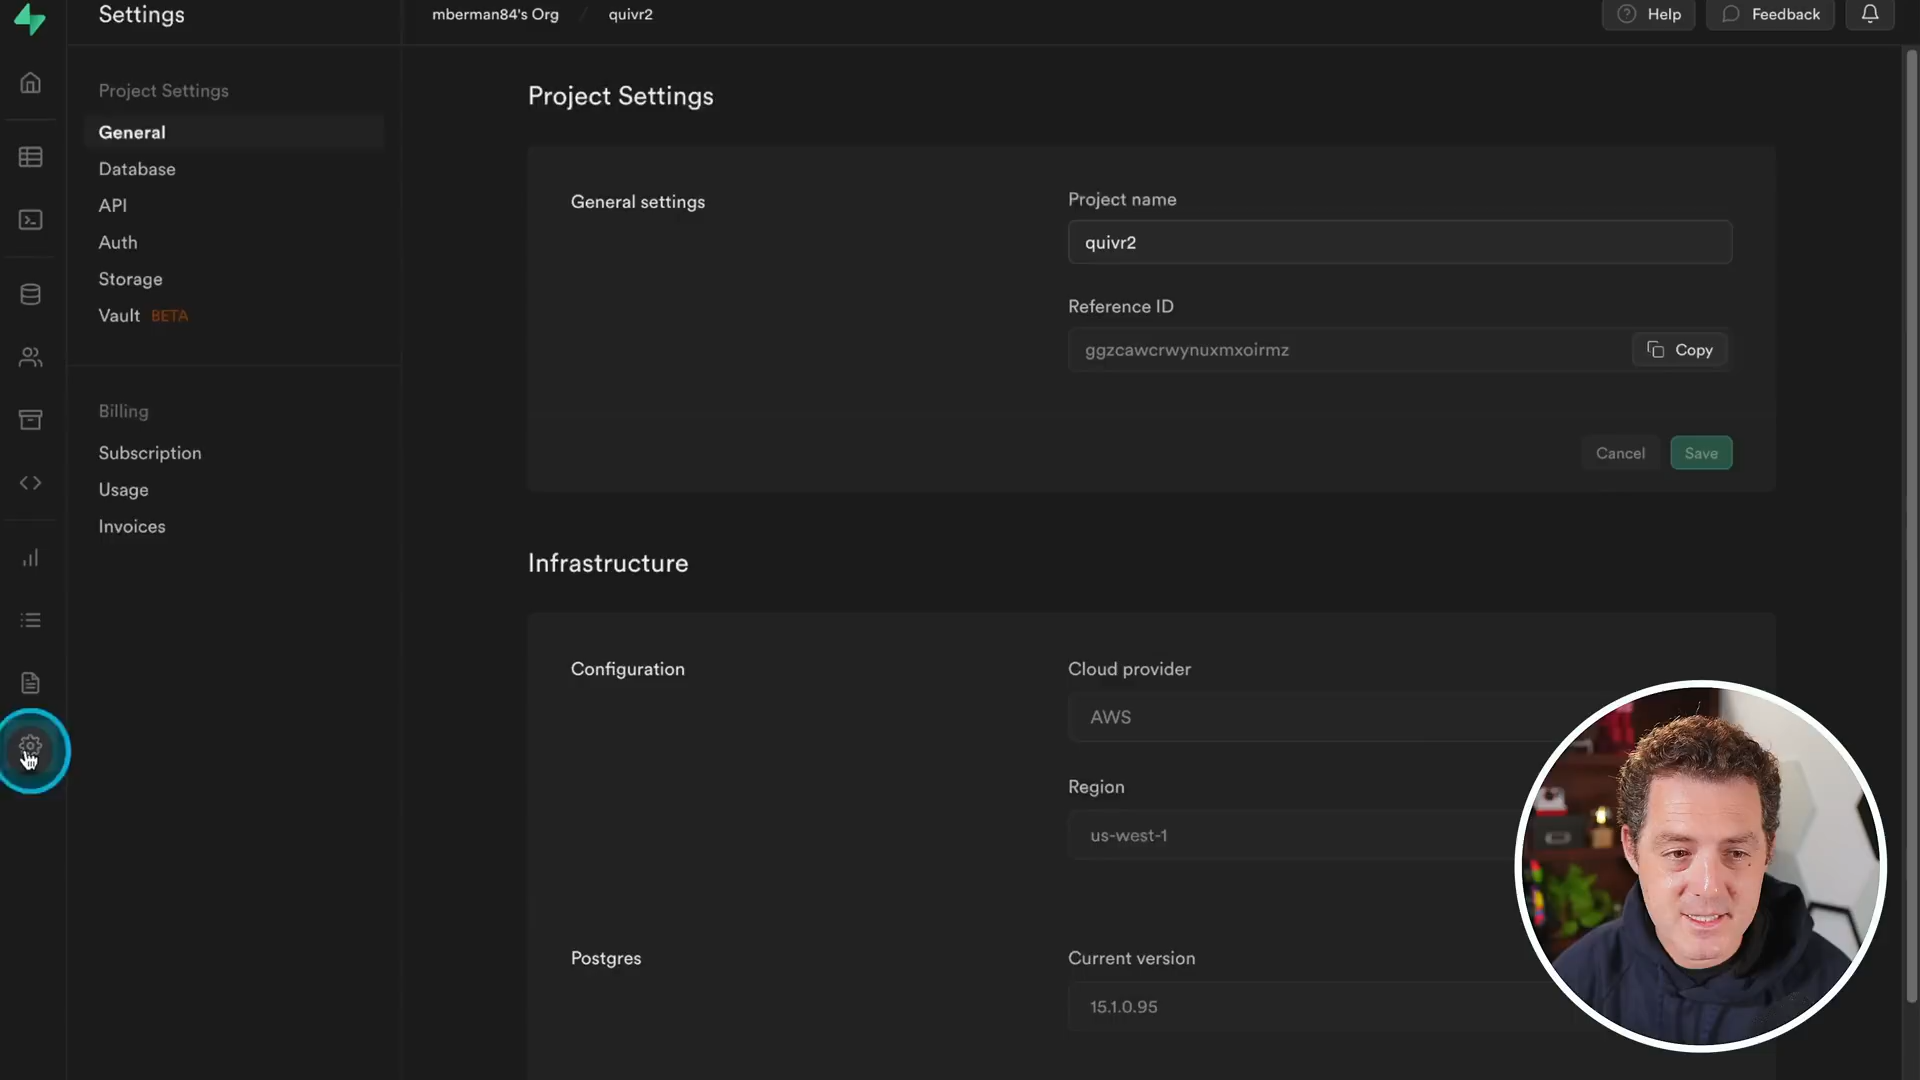 Settings
mberman84's Org / quivr2
Help
Feedback
Project Settings
General
Database
API
Auth
Storage
Vault BETA
Billing
Subscription
Usage
Invoices
Project Settings
General settings
Project name
quivr2
Reference ID
ggzcawcrwynuxmxoirmz
Copy
Cancel
Save
Infrastructure
Configuration
Cloud provider
AWS
Region
us-west-1
Postgres
Current version
15.1.0.95